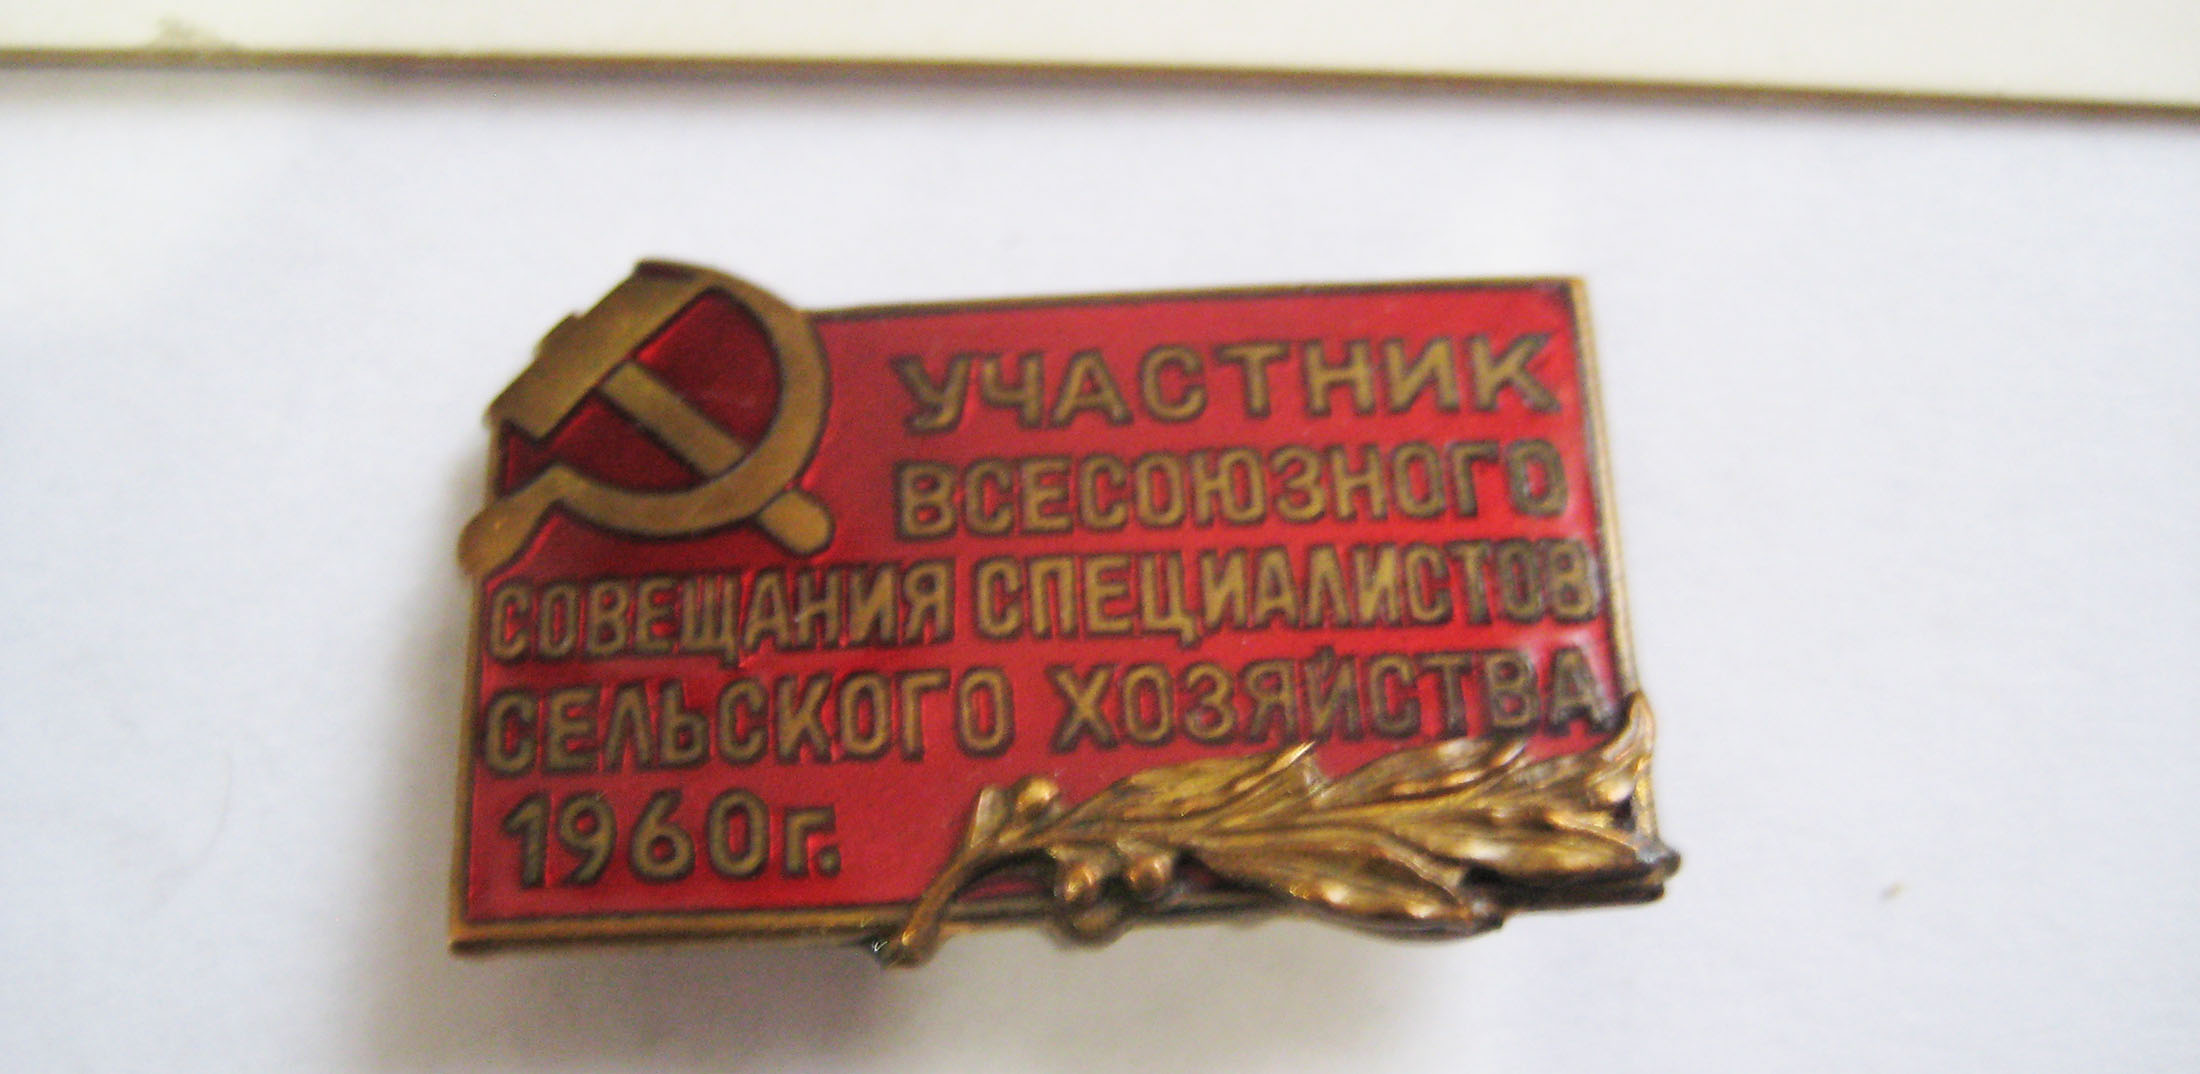 УЧАСТНИК
ВСЕСОЮЗНОГО
СОВЕЩАНИЯ СПЕЦИАЛИСТОВ
СЕЛЬСКОГО ХОЗЯЙСТВА
1960г.